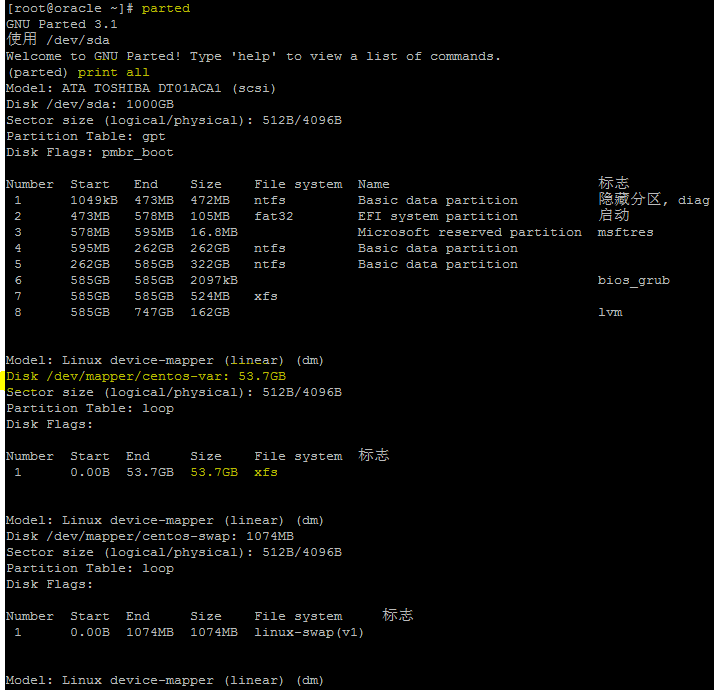 [root@oracle ~]# parted
GNU Parted 3.1
使用 /dev/sda
Welcome to GNU Parted! Type 'help' to view a list of commands.
(parted) print all
Model: ATA TOSHIBA DT01ACA1 (scsi)
Disk /dev/sda: 1000GB
Sector size (logical/physical): 512B/4096B
Partition Table: gpt
Disk Flags: pmbr_boot
Number  Start   End    Size    File system  Name                          标志
 1      1049kB  473MB  472MB   ntfs         Basic data partition          隐藏分区, diag
 2      473MB   578MB  105MB   fat32        EFI system partition          启动
 3      578MB   595MB  16.8MB               Microsoft reserved partition  msftres
 4      595MB   262GB  262GB   ntfs         Basic data partition
 5      262GB   585GB  322GB   ntfs         Basic data partition
 6      585GB   585GB  2097kB                                             bios_grub
 7      585GB   585GB  524MB   xfs
 8      585GB   747GB  162GB                                              lvm
Model: Linux device-mapper (linear) (dm)
Disk /dev/mapper/centos-var: 53.7GB
Sector size (logical/physical): 512B/4096B
Partition Table: loop
Disk Flags:
Number  Start  End     Size    File system  标志
 1      0.00B  53.7GB  53.7GB  xfs
Model: Linux device-mapper (linear) (dm)
Disk /dev/mapper/centos-swap: 1074MB
Sector size (logical/physical): 512B/4096B
Partition Table: loop
Disk Flags:
Number  Start  End     Size    File system     标志
 1      0.00B  1074MB  1074MB  linux-swap(v1)
Model: Linux device-mapper (linear) (dm)